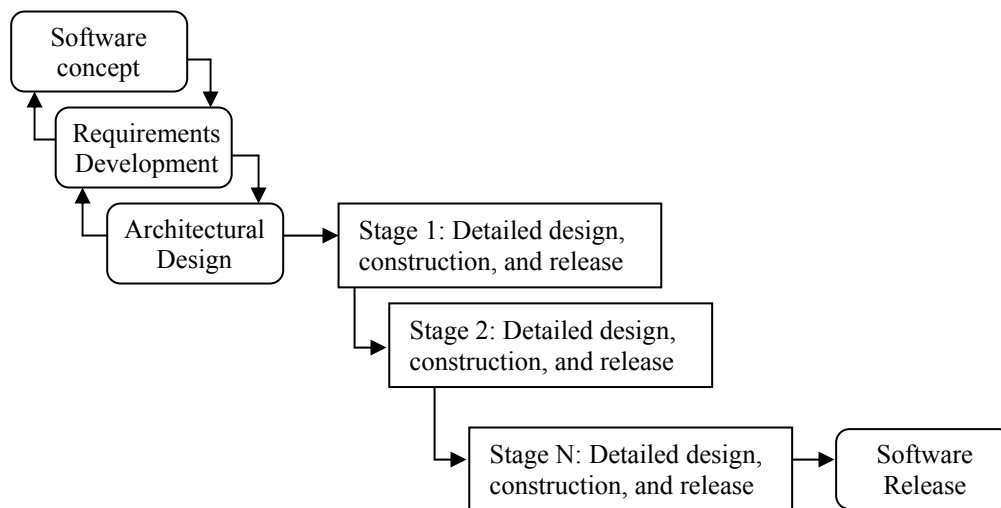 Software
concept
Requirements
Development
Architectural
Design
Stage 1: Detailed design,
construction, and release
Stage 2: Detailed design,
construction, and release
Stage N: Detailed design,
construction, and release
Software
Release